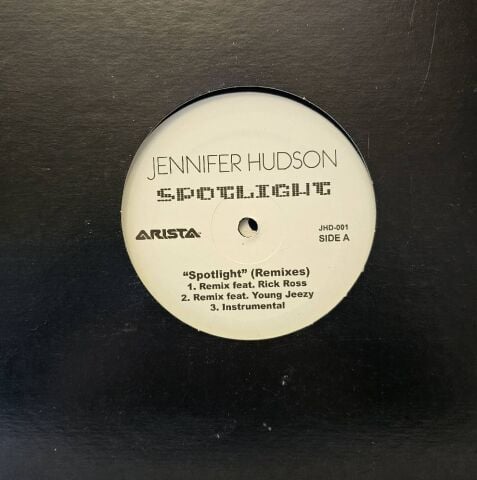 JENNIFER HUDSON
SPOTLIGHT
ARISTA
JHD-001
SIDE A
"Spotlight" (Remixes)
1. Remix feat. Rick Ross
2. Remix feat. Young Jeezy
3. Instrumental